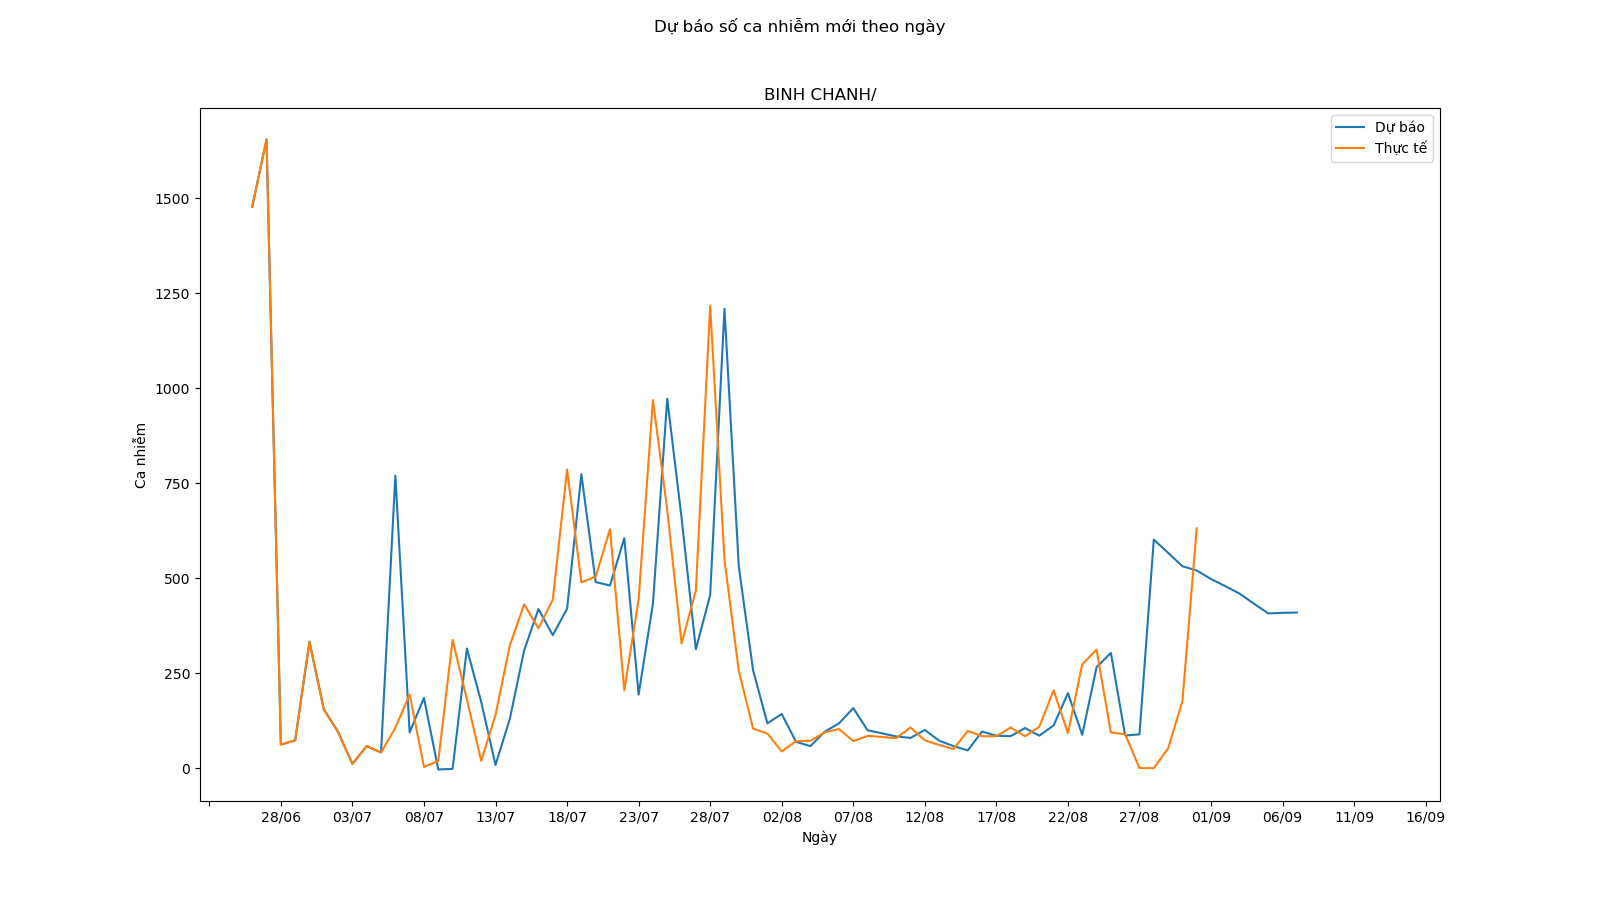 Dự báo số ca nhiễm mới theo ngày
BINH CHANH/
Dự báo
Thực tế
1500
1250
1000
750
500
250
0
Ca nhiễm
28/06 03/07 08/07 13/07 18/07 23/07 28/07 02/08 07/08 12/08 17/08 22/08 27/08 01/09 06/09 11/09 16/09
Ngày